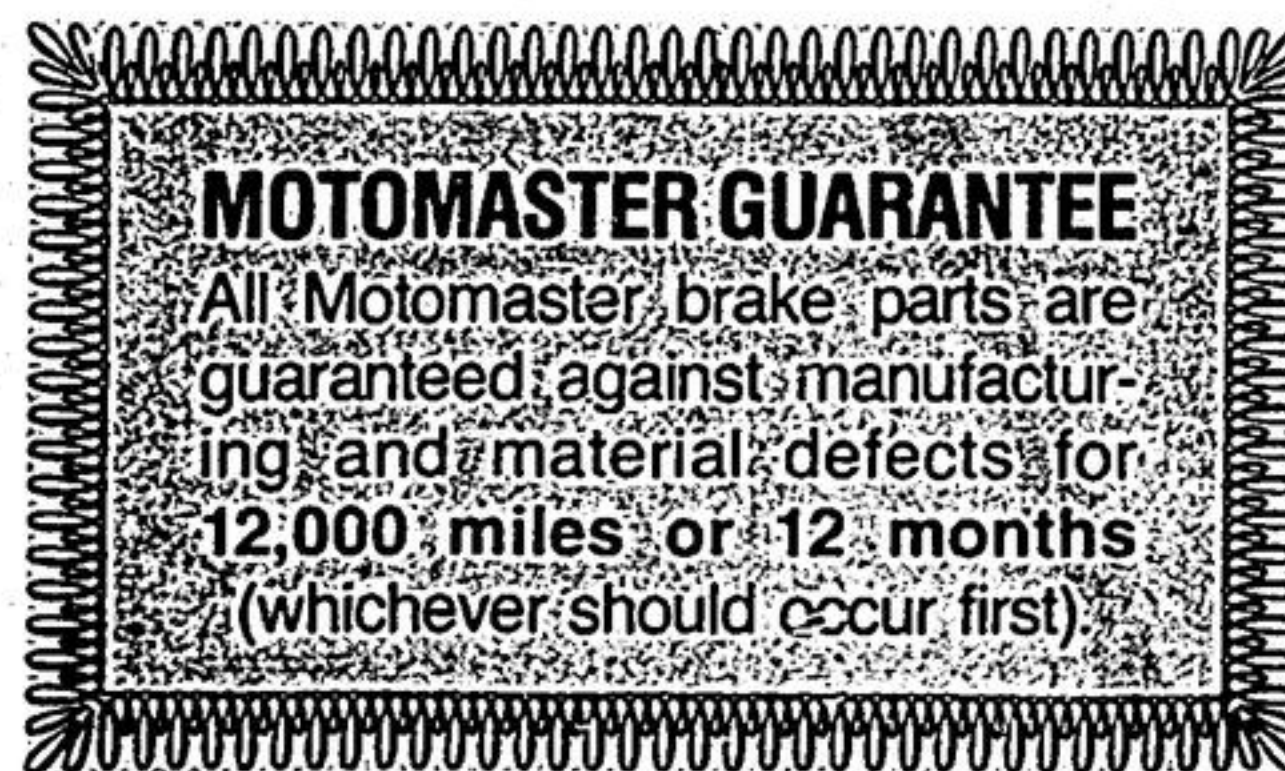 MOTOMASTER GUARANTEE
All Motomaster brake parts are
guaranteed against manufactur-
ing and material defects for
12,000 miles or 12 months
(whichever should occur first).